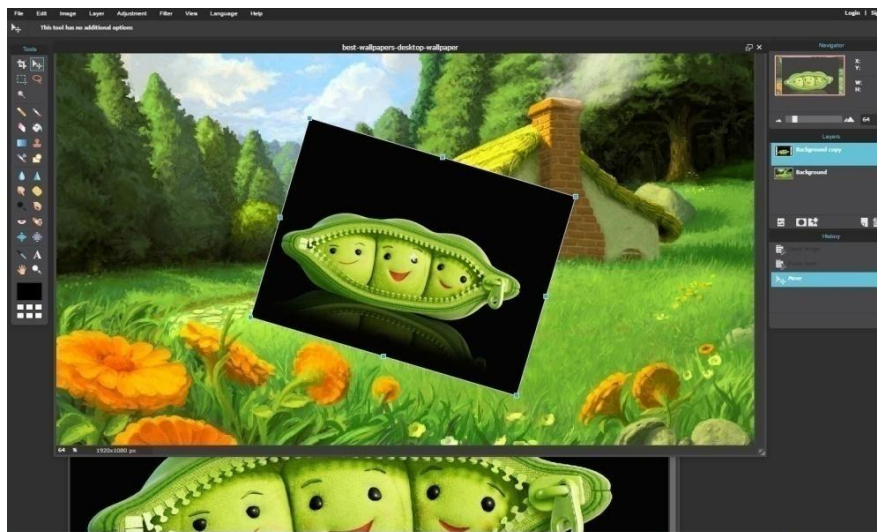 File Edit Image Layer Adjustment Filter View Language Help
Login
This tool has no additional options
Tools
best-wallpapers-desktop-wallpaper
Navigator
X:
Y:
W:
H:
64
Layers
Background copy
Background
History
Move
A
64 % 1920x1080 px